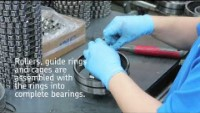 Rollers, guide rings
and cages are
assembled with
the rings into
complete bearings.